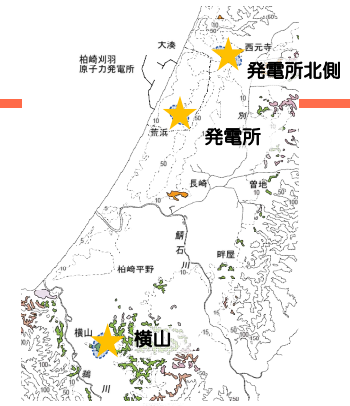 大湊
西元寺
柏崎刈羽
原子力発電所
発電所北側
荒浜
発電所
別
長崎
曽地
鯖石川
畔屋
柏崎平野
横山
横山
鵜川